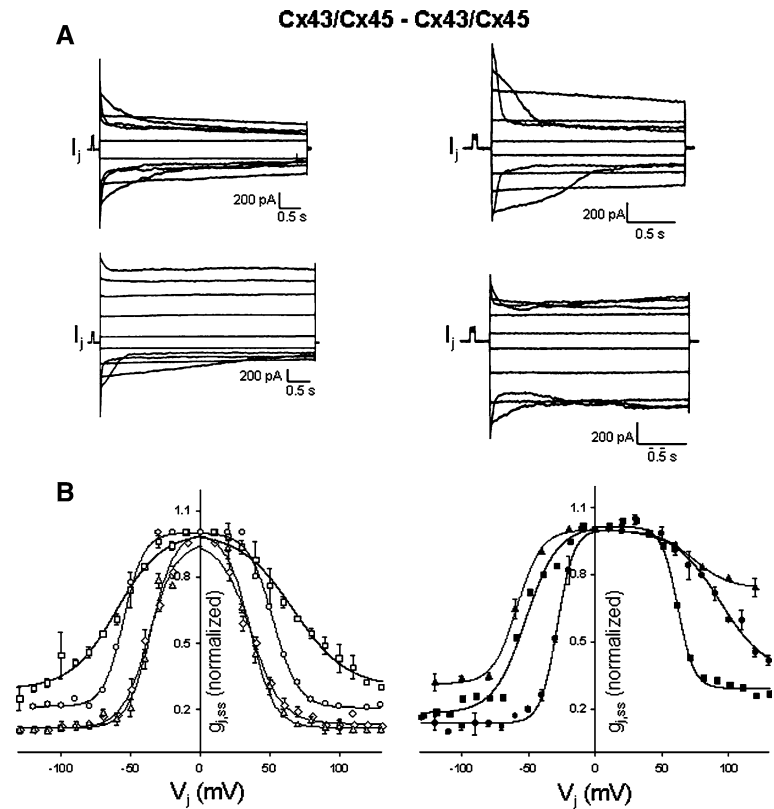 Cx43/Cx45 - Cx43/Cx45
A
Ij
200 pA
0.5 s
Ij
200 pA
0.5 s
Ij
200 pA
0.5 s
Ij
200 pA
0.5 s
B
1.1
0.8
0.5
0.2
gj,ss (normalized)
-100 -50 0 50 100
Vj (mV)
1.1
0.8
0.5
0.2
gj,ss (normalized)
-100 -50 0 50 100
Vj (mV)